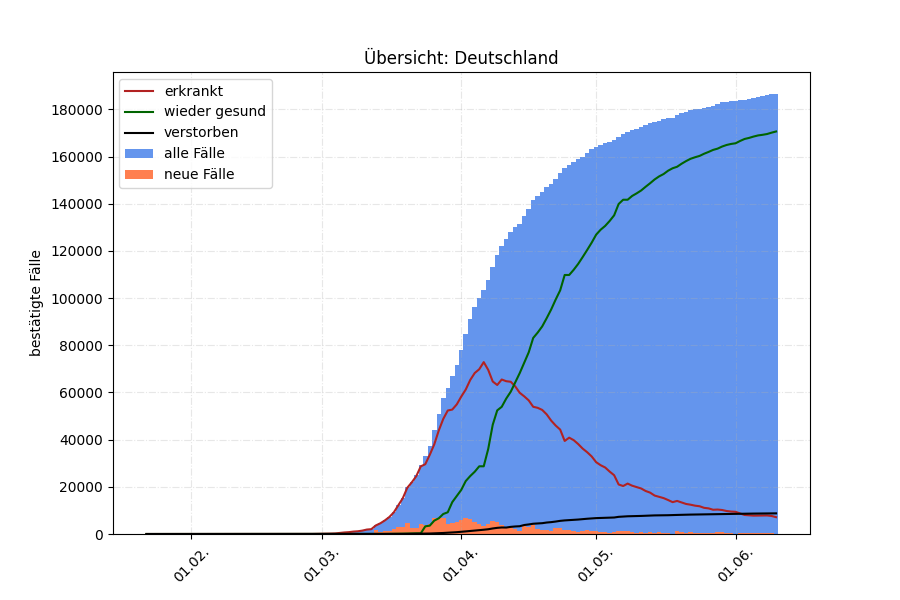 Übersicht: Deutschland
erkrankt
wieder gesund
verstorben
alle Fälle
neue Fälle
bestätigte Fälle
180000
160000
140000
120000
100000
80000
60000
40000
20000
0
01.02.
01.03.
01.04.
01.05.
01.06.